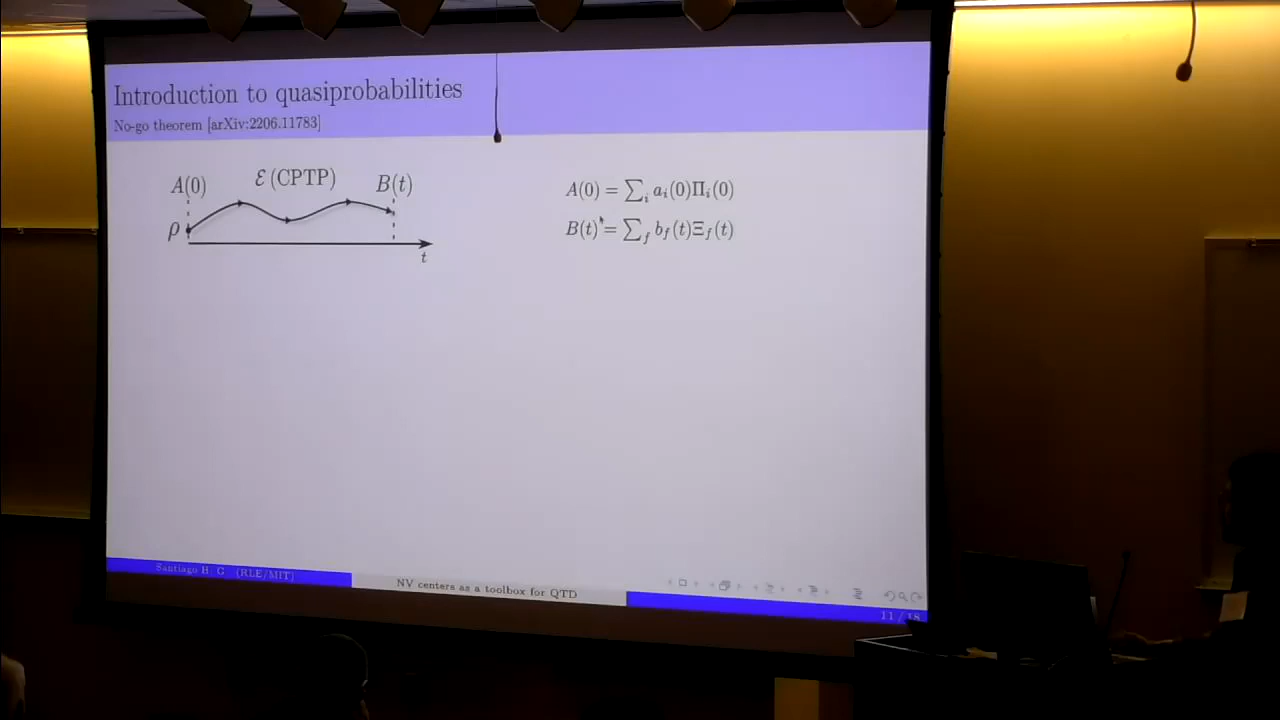 Introduction to quasiprobabilities
No-go theorem [arXiv:2206.11783]
A(0) ℰ (CPTP) B(t)
ρ
t
A(0) = ∑ᵢ aᵢ(0)Πᵢ(0)
B(t) = ∑_f b_f(t)Ξ_f(t)
Santiago H. G (RLE/MIT)
NV centers as a toolbox for QTD
11 / 18